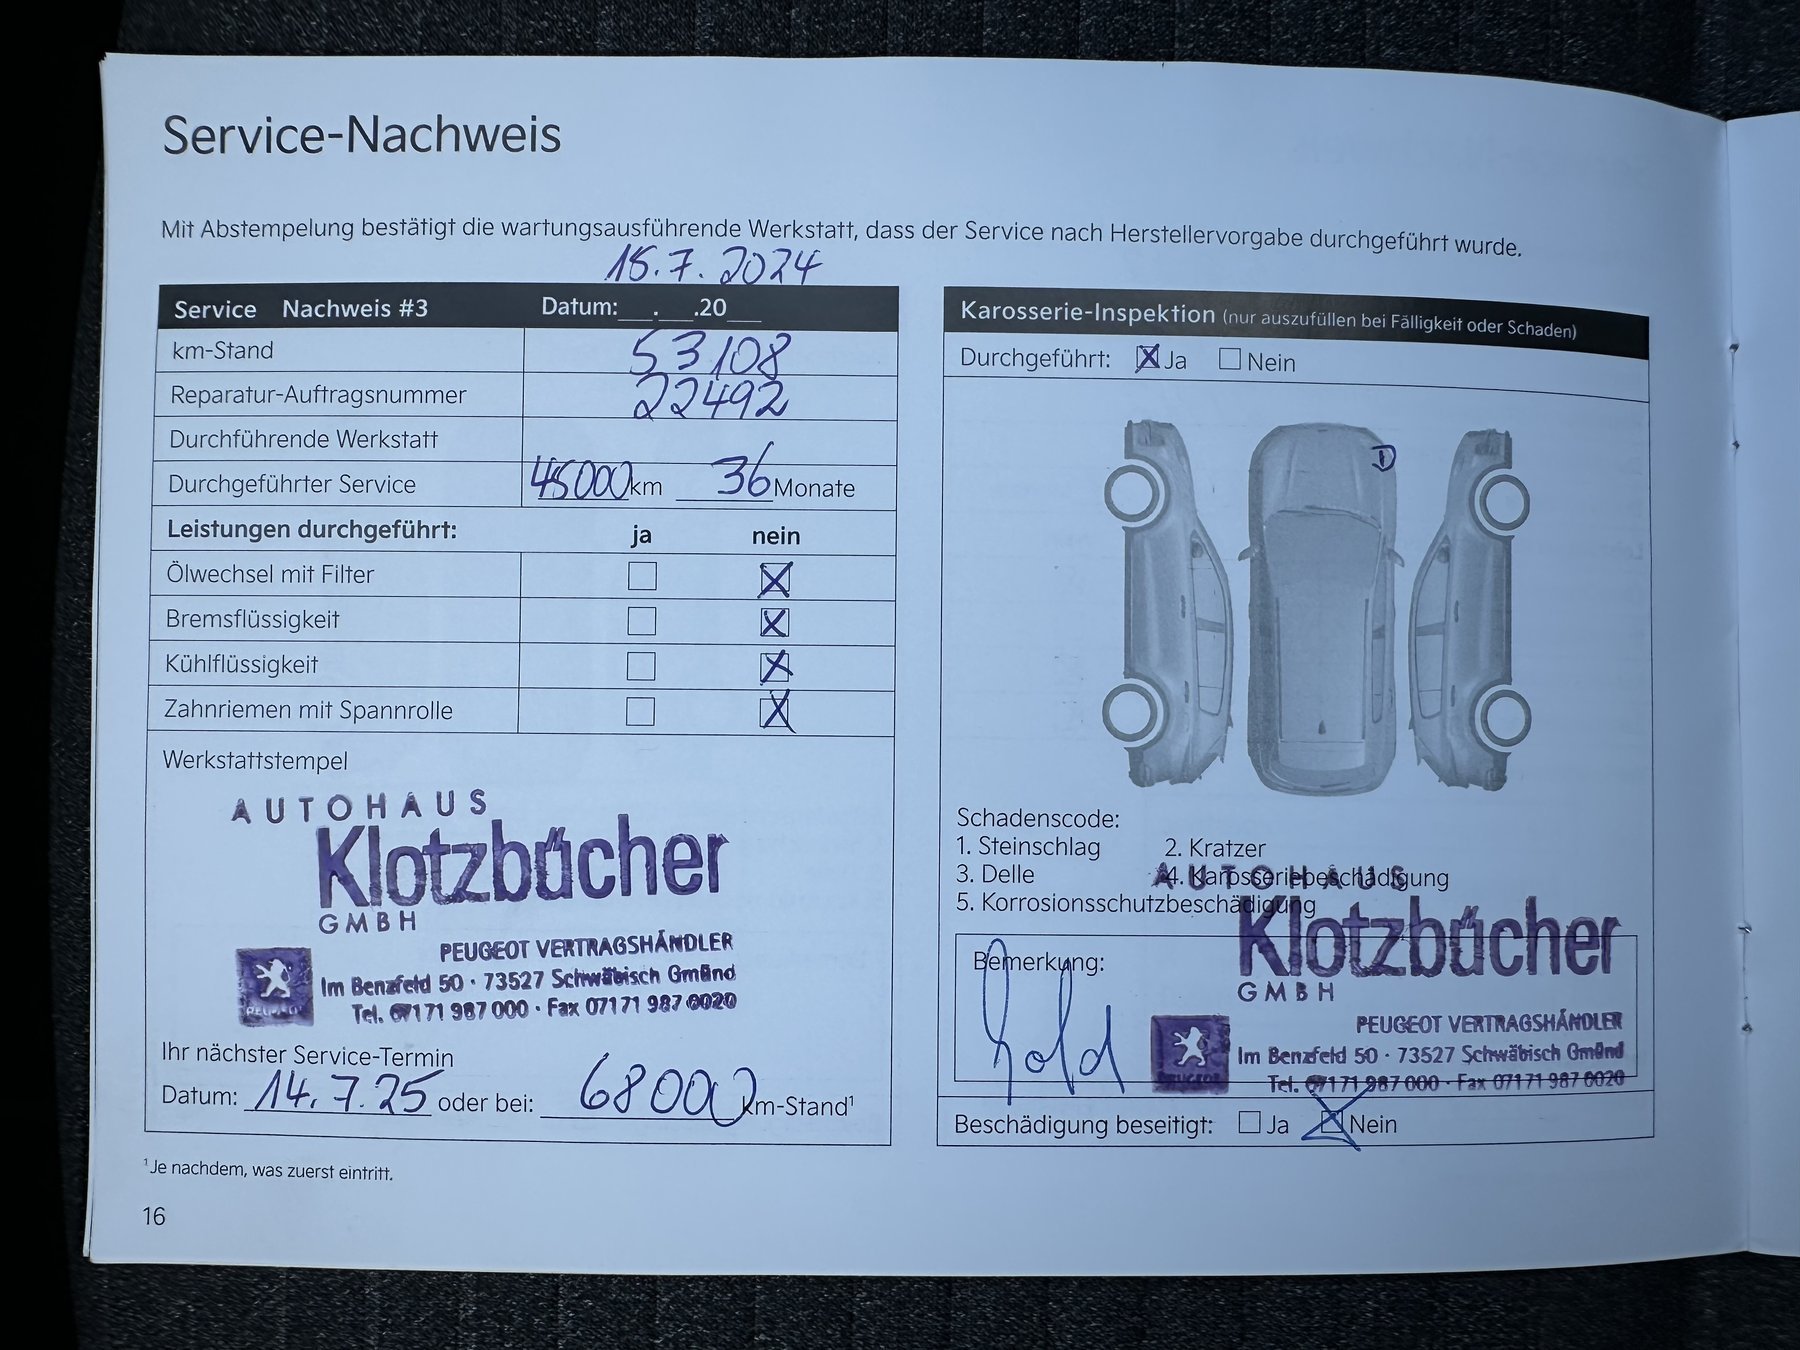 Service-Nachweis
Mit Abstempelung bestätigt die wartungsausführende Werkstatt, dass der Service nach Herstellervorgabe durchgeführt wurde.
15.7.2024
Service Nachweis #3 Datum:__.__.20__
km-Stand 53108
Reparatur-Auftragsnummer 22492
Durchführende Werkstatt
Durchgeführter Service 45000 km 36 Monate
Leistungen durchgeführt: ja nein
Ölwechsel mit Filter
Bremsflüssigkeit
Kühlflüssigkeit
Zahnriemen mit Spannrolle
Werkstattstempel
AUTOHAUS
Klotzbücher
GMBH
PEUGEOT VERTRAGSHÄNDLER
Im Benzfeld 50 · 73527 Schwäbisch Gmünd
Tel. 07171 987 000 · Fax 07171 987 0020
PEUGEOT
Ihr nächster Service-Termin
Datum: 14.7.25 oder bei: 68000 km-Stand¹
¹Je nachdem, was zuerst eintritt.
16
Karosserie-Inspektion (nur auszufüllen bei Fälligkeit oder Schaden)
Durchgeführt: Ja Nein
Schadenscode:
1. Steinschlag 2. Kratzer
3. Delle 4. Karosseriebeschädigung
5. Korrosionsschutzbeschädigung
Bemerkung:
AUTOHAUS
Klotzbücher
GMBH
PEUGEOT VERTRAGSHÄNDLER
Im Benzfeld 50 · 73527 Schwäbisch Gmünd
Tel. 07171 987 000 · Fax 07171 987 0020
PEUGEOT
Beschädigung beseitigt: Ja Nein